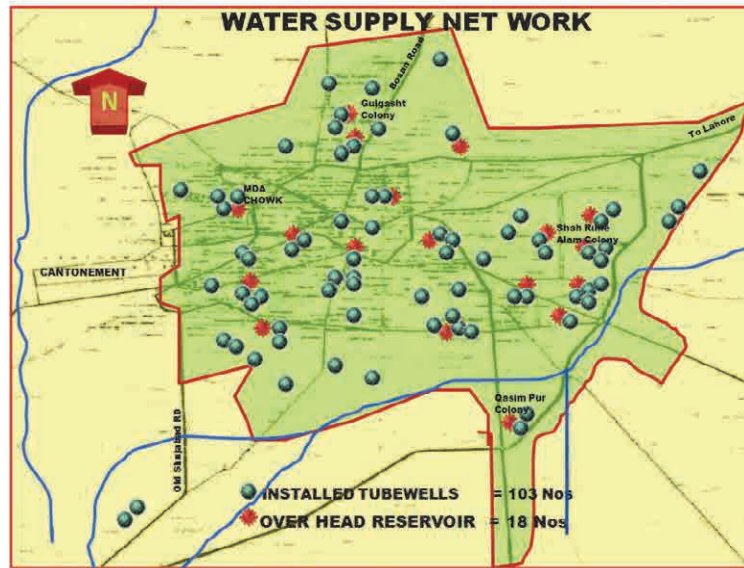 WATER SUPPLY NET WORK
N
Bosan Road
Gulgasht
Colony
To Lahore
MDA
CHOWK
Shah Rukne
Alam Colony
CANTONEMENT
Qasim Pur
Colony
Old Shujabad RD
INSTALLED TUBEWELLS = 103 Nos
OVER HEAD RESERVOIR = 18 Nos